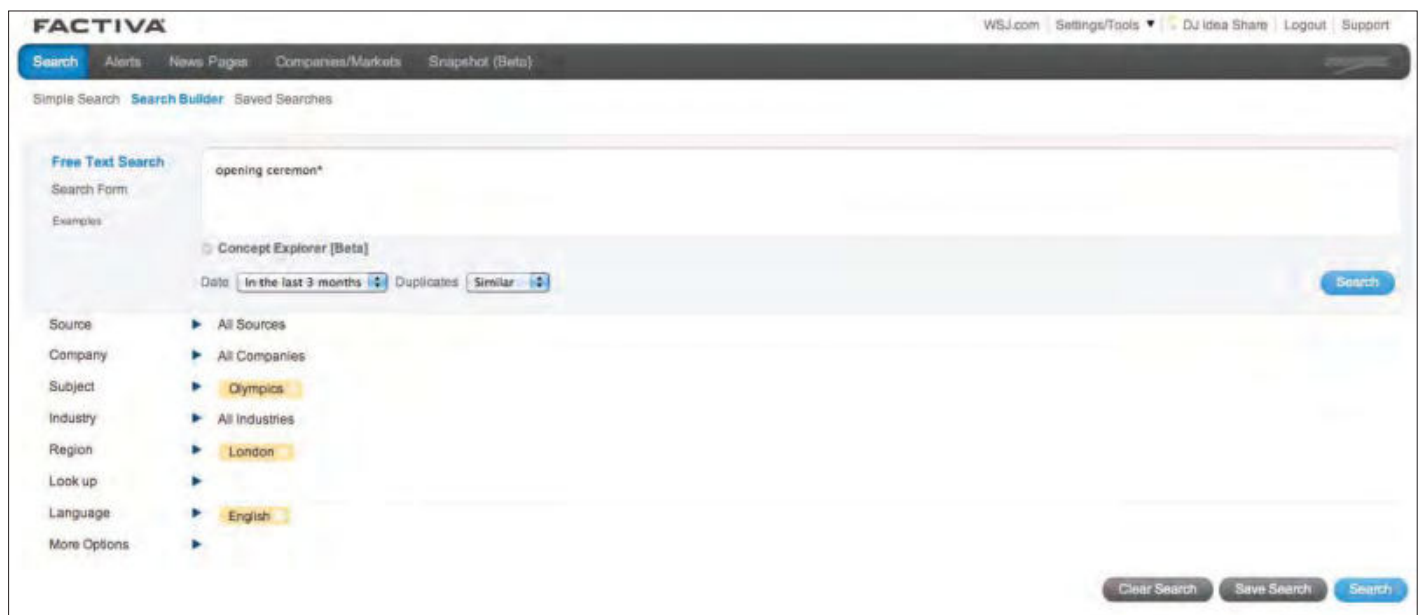 FACTIVA
WSJ.com Settings/Tools ▼ DJ Idea Share Logout Support
Search Alerts News Pages Companies/Markets Snapshot (Beta)
Simple Search Search Builder Saved Searches
Free Text Search
opening ceremon*
Search Form
Examples
Concept Explorer [Beta]
Date In the last 3 months Duplicates Similar
Search
Source All Sources
Company All Companies
Subject Olympics
Industry All Industries
Region London
Look up
Language English
More Options
Clear Search Save Search Search